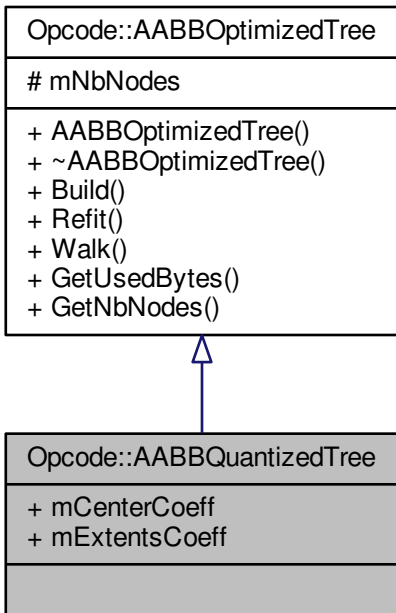 Opcode::AABBOptimizedTree
# mNbNodes
+ AABBOptimizedTree()
+ ~AABBOptimizedTree()
+ Build()
+ Refit()
+ Walk()
+ GetUsedBytes()
+ GetNbNodes()
Opcode::AABBQuantizedTree
+ mCenterCoeff
+ mExtentsCoeff